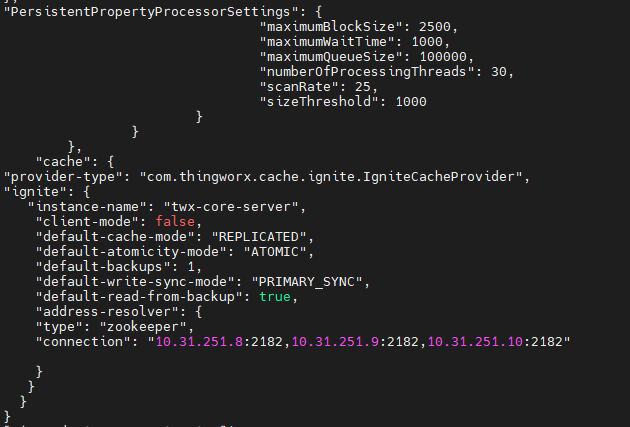 "PersistentPropertyProcessorSettings": {
"maximumBlockSize": 2500,
"maximumWaitTime": 1000,
"maximumQueueSize": 100000,
"numberOfProcessingThreads": 30,
"scanRate": 25,
"sizeThreshold": 1000
}
}
},
"cache": {
"provider-type": "com.thingworx.cache.ignite.IgniteCacheProvider",
"ignite": {
"instance-name": "twx-core-server",
"client-mode": false,
"default-cache-mode": "REPLICATED",
"default-atomicity-mode": "ATOMIC",
"default-backups": 1,
"default-write-sync-mode": "PRIMARY_SYNC",
"default-read-from-backup": true,
"address-resolver": {
"type": "zookeeper",
"connection": "10.31.251.8:2182,10.31.251.9:2182,10.31.251.10:2182"
}
}
}
}